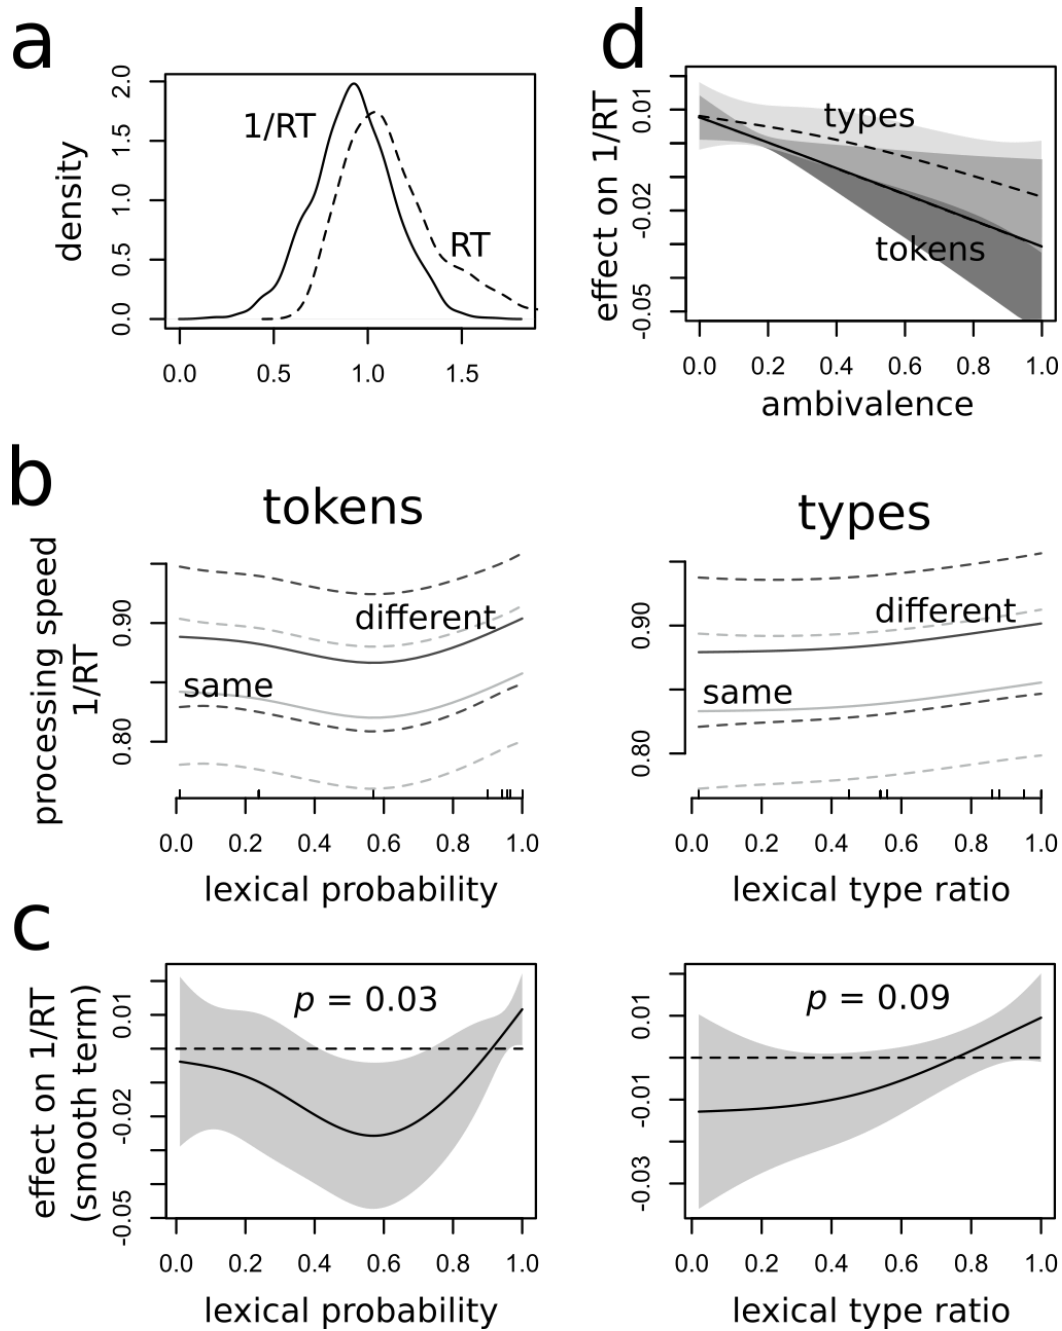 a
density
0.0 0.5 1.0 1.5 2.0
1/RT
RT
0.0 0.5 1.0 1.5
d
effect on 1/RT
-0.05 -0.02 0.01
types
tokens
0.0 0.2 0.4 0.6 0.8 1.0
ambivalence
b
tokens
processing speed
1/RT
0.80 0.90
different
same
0.0 0.2 0.4 0.6 0.8 1.0
lexical probability
types
0.80 0.90
different
same
0.0 0.2 0.4 0.6 0.8 1.0
lexical type ratio
c
effect on 1/RT
(smooth term)
-0.05 -0.02 0.01
p = 0.03
0.0 0.2 0.4 0.6 0.8 1.0
lexical probability
-0.03 -0.01 0.01
p = 0.09
0.0 0.2 0.4 0.6 0.8 1.0
lexical type ratio